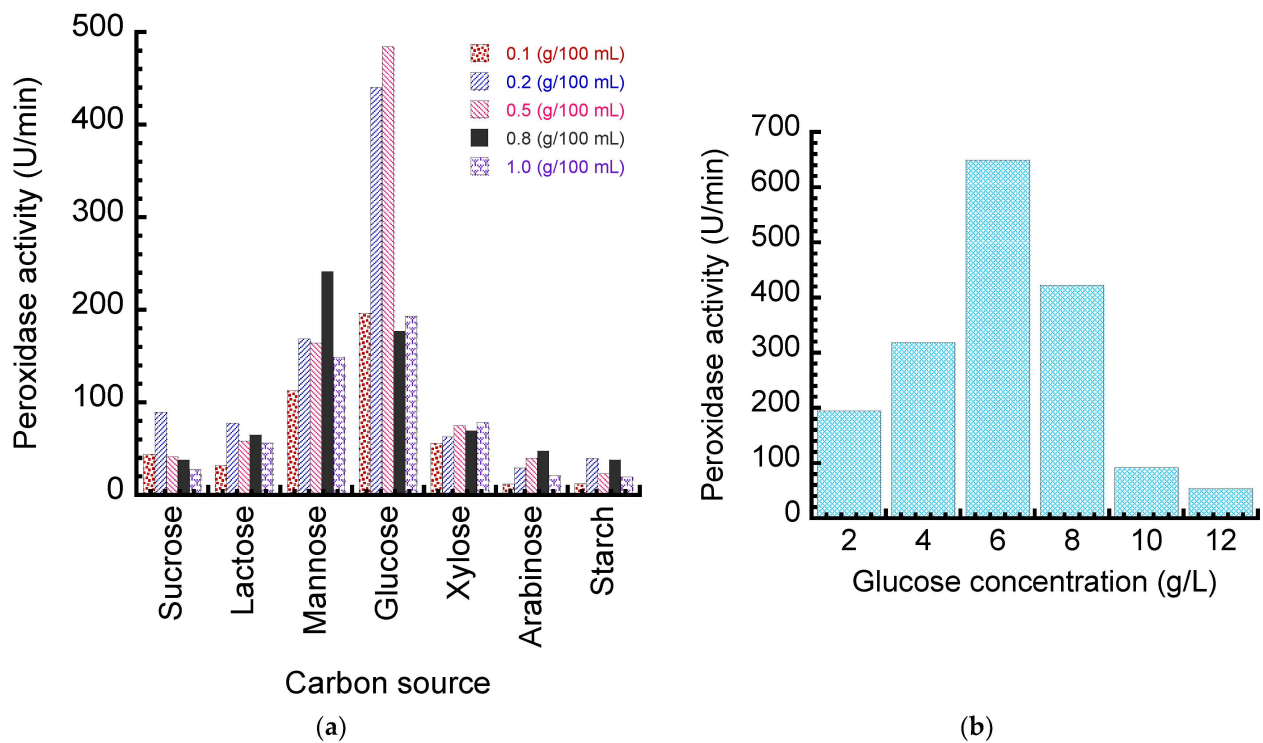 500
400
300
200
100
0
Peroxidase activity (U/min)
0.1 (g/100 mL)
0.2 (g/100 mL)
0.5 (g/100 mL)
0.8 (g/100 mL)
1.0 (g/100 mL)
Sucrose
Lactose
Mannose
Glucose
Xylose
Arabinose
Starch
Carbon source
(a)
700
600
500
400
300
200
100
0
Peroxidase activity (U/min)
2 4 6 8 10 12
Glucose concentration (g/L)
(b)